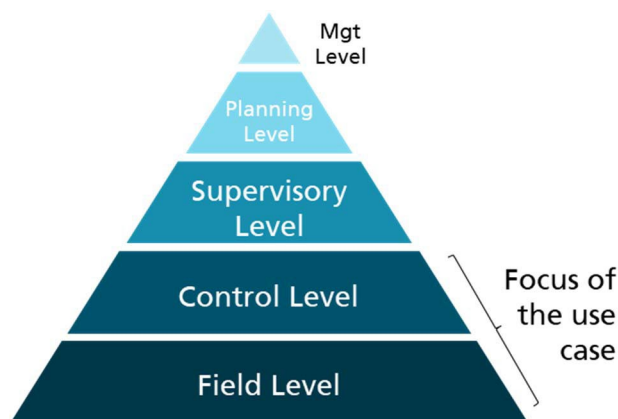 Mgt
Level
Planning
Level
Supervisory
Level
Control Level
Focus of
the use
case
Field Level